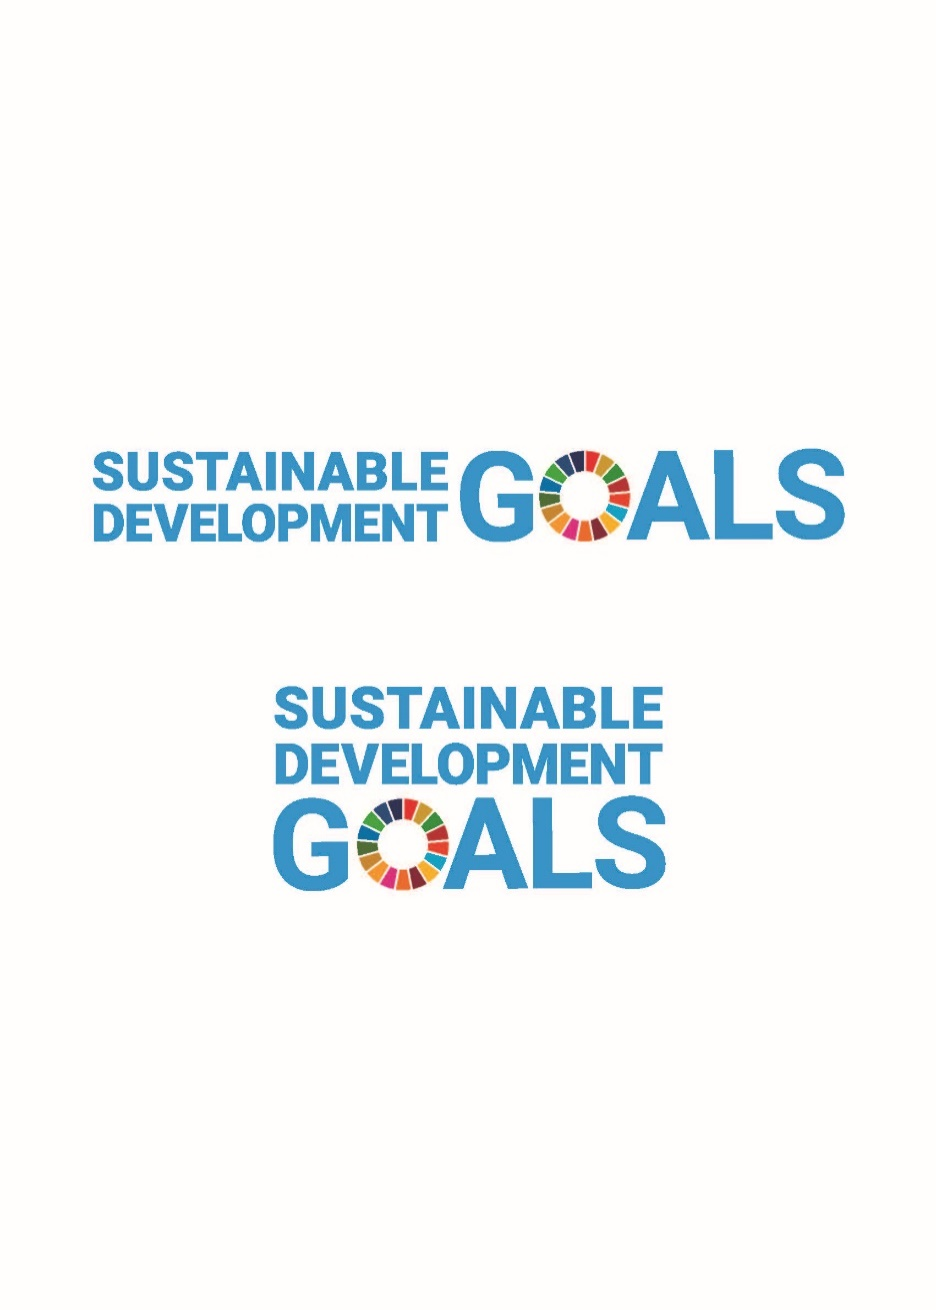 SUSTAINABLE
DEVELOPMENT GOALS
SUSTAINABLE
DEVELOPMENT
GOALS